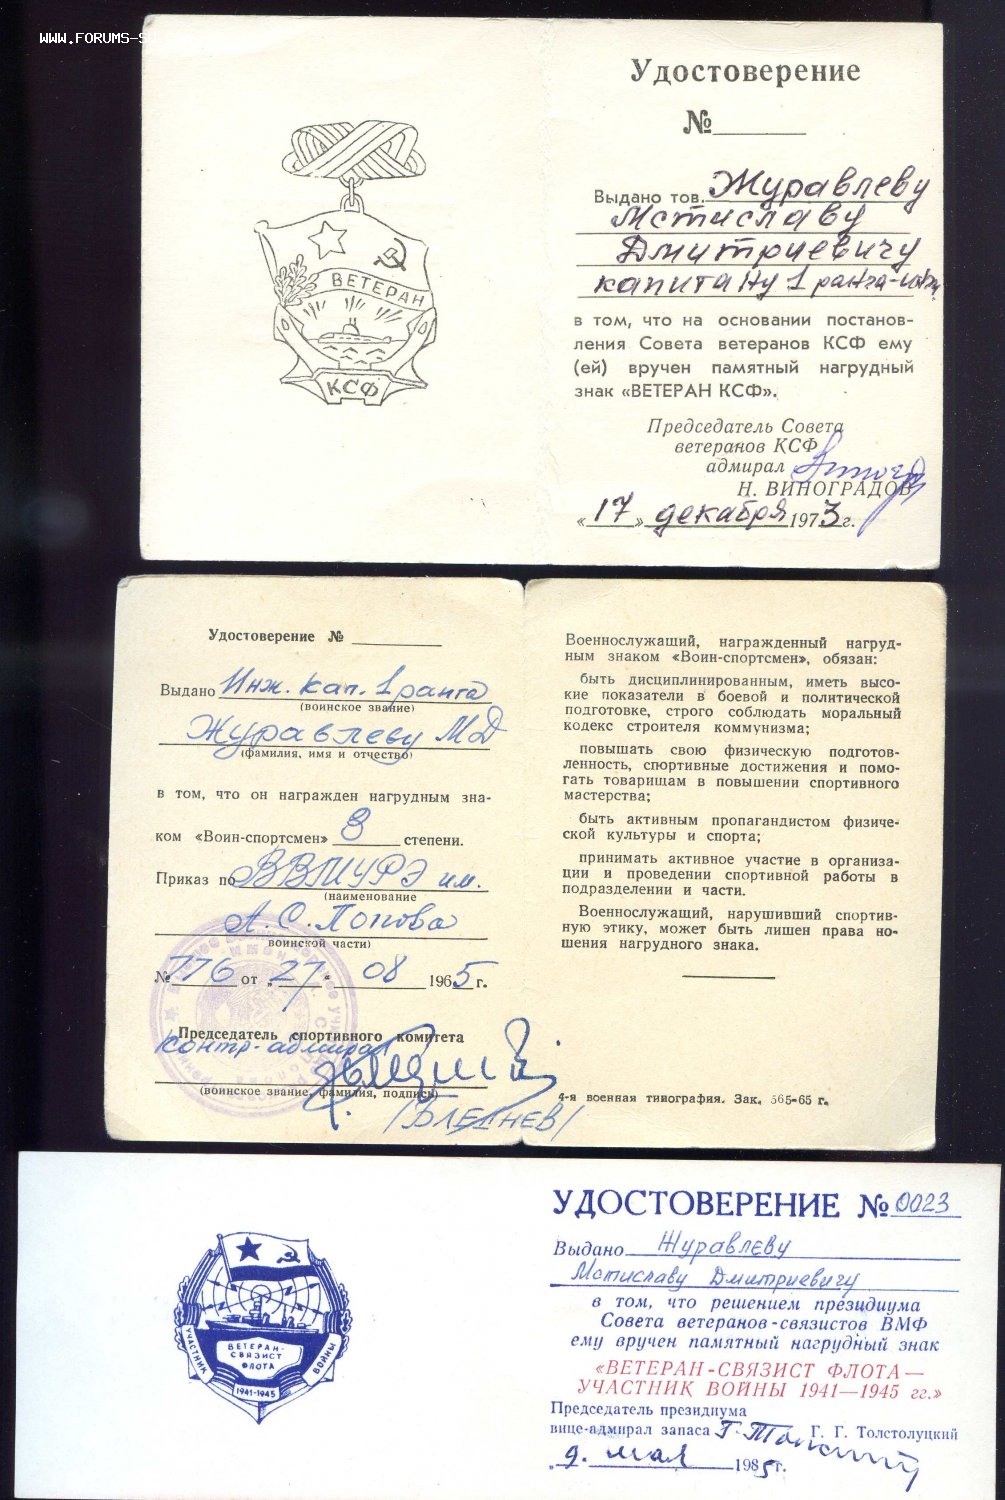 WWW.FORUMS-SU.
Удостоверение
№
Выдано тов. Журавлеву
Мстиславу
Дмитриевичу
капитану 1 ранга-инж.
в том, что на основании постанов-
ления Совета ветеранов КСФ ему
(ей) вручен памятный нагрудный
знак «ВЕТЕРАН КСФ».
Председатель Совета
ветеранов КСФ
адмирал
Н. ВИНОГРАДОВ
«17» декабря 1973 г.
ВЕТЕРАН
КСФ
Удостоверение №
Выдано Инж. кап. 1 ранга
(воинское звание)
Журавлеву МД
(фамилия, имя и отчество)
в том, что он награжден нагрудным зна-
ком «Воин-спортсмен» 3 степени.
Приказ по ВВМУРЭ им.
(наименование
А.С. Попова
воинской части)
№ 776 от „27" 08 1965 г.
Председатель спортивного комитета
Контр-адмирал
(воинское звание, фамилия, подпись)
Военнослужащий, награжденный нагруд-
ным знаком «Воин-спортсмен», обязан:
быть дисциплинированным, иметь высо-
кие показатели в боевой и политической
подготовке, строго соблюдать моральный
кодекс строителя коммунизма;
повышать свою физическую подготов-
ленность, спортивные достижения и помо-
гать товарищам в повышении спортивного
мастерства;
быть активным пропагандистом физиче-
ской культуры и спорта;
принимать активное участие в организа-
ции и проведении спортивной работы в
подразделении и части.
Военнослужащий, нарушивший спортив-
ную этику, может быть лишен права но-
шения нагрудного знака.
4-я военная типография. Зак. 565-65 г.
УДОСТОВЕРЕНИЕ № 0023
Выдано Журавлеву
Мстиславу Дмитриевичу
в том, что решением президиума
Совета ветеранов-связистов ВМФ
ему вручен памятный нагрудный знак
«ВЕТЕРАН-СВЯЗИСТ ФЛОТА—
УЧАСТНИК ВОЙНЫ 1941—1945 гг.»
Председатель президиума
вице-адмирал запаса Г. Г. Толстолуцкий
„9. мая 1985 г.
ВЕТЕРАН-
СВЯЗИСТ
ФЛОТА
УЧАСТНИК
ВОЙНЫ
1941-1945